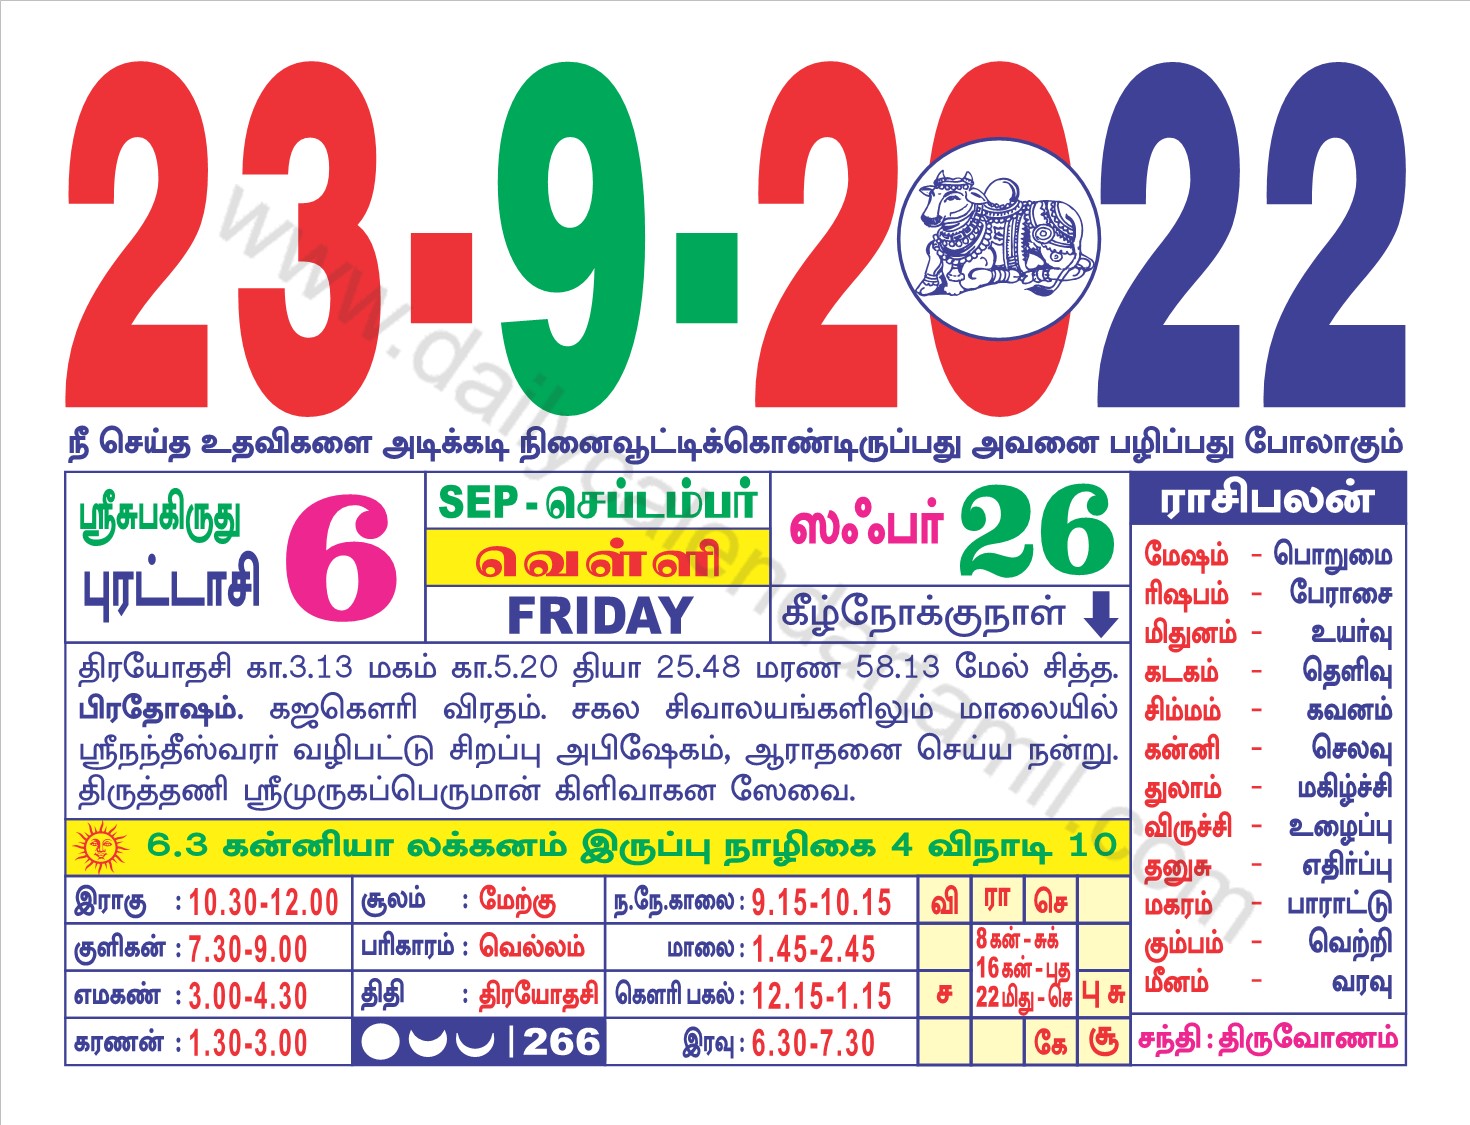 23-9-2022
நீ செய்த உதவிகளை அடிக்கடி நினைவூட்டிக்கொண்டிருப்பது அவனை பழிப்பது போலாகும்
ஸ்ரீசுபகிருது
புரட்டாசி 6
SEP - செப்டம்பர்
வெள்ளி
FRIDAY
ஸஃபர் 26
கீழ்நோக்குநாள்
திரயோதசி கா.3.13 மகம் கா.5.20 தியா 25.48 மரண 58.13 மேல் சித்த.
பிரதோஷம். கஜகௌரி விரதம். சகல சிவாலயங்களிலும் மாலையில்
ஸ்ரீநந்தீஸ்வரர் வழிபட்டு சிறப்பு அபிஷேகம், ஆராதனை செய்ய நன்று.
திருத்தணி ஸ்ரீமுருகப்பெருமான் கிளிவாகன ஸேவை.
6.3 கன்னியா லக்கனம் இருப்பு நாழிகை 4 விநாடி 10
இராகு : 10.30-12.00 சூலம் : மேற்கு ந.நே.காலை : 9.15-10.15
குளிகன் : 7.30-9.00 பரிகாரம் : வெல்லம் மாலை : 1.45-2.45
எமகண் : 3.00-4.30 திதி : திரயோதசி கௌரி பகல் : 12.15-1.15
கரணன் : 1.30-3.00 | 266 இரவு : 6.30-7.30
வி ரா செ
8 கன் - சுக்
16 கன் - புத
22 மிது - செ
ச பு சு
கே சூ
ராசிபலன்
மேஷம் - பொறுமை
ரிஷபம் - பேராசை
மிதுனம் - உயர்வு
கடகம் - தெளிவு
சிம்மம் - கவனம்
கன்னி - செலவு
துலாம் - மகிழ்ச்சி
விருச்சி - உழைப்பு
தனுசு - எதிர்ப்பு
மகரம் - பாராட்டு
கும்பம் - வெற்றி
மீனம் - வரவு
சந்தி : திருவோணம்
www.dailycalendartamil.com